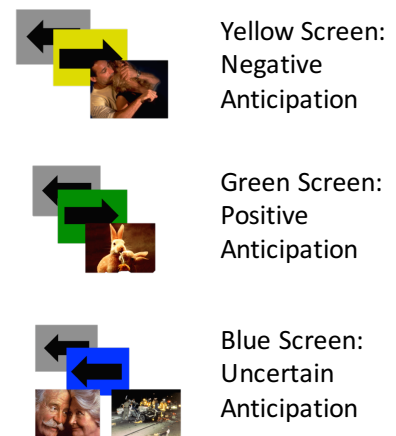 Yellow Screen:
Negative
Anticipation
Green Screen:
Positive
Anticipation
Blue Screen:
Uncertain
Anticipation